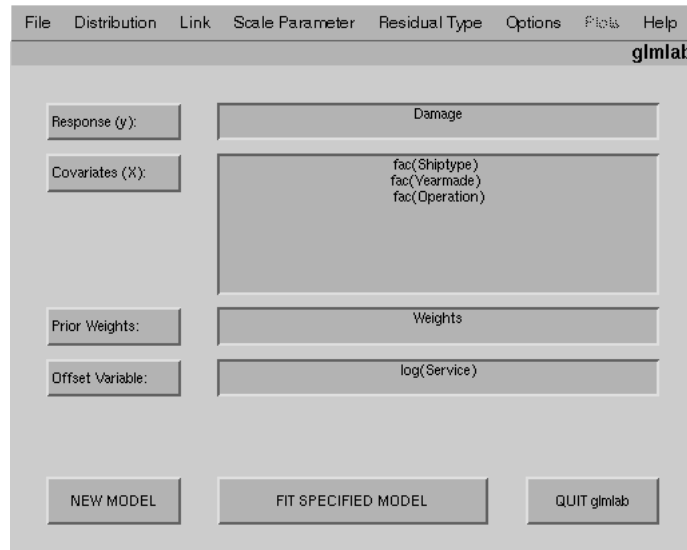 File Distribution Link Scale Parameter Residual Type Options Plots Help
glmlab
Response (y):
Damage
Covariates (X):
fac(Shiptype)
fac(Yearmade)
fac(Operation)
Prior Weights:
Weights
Offset Variable:
log(Service)
NEW MODEL
FIT SPECIFIED MODEL
QUIT glmlab